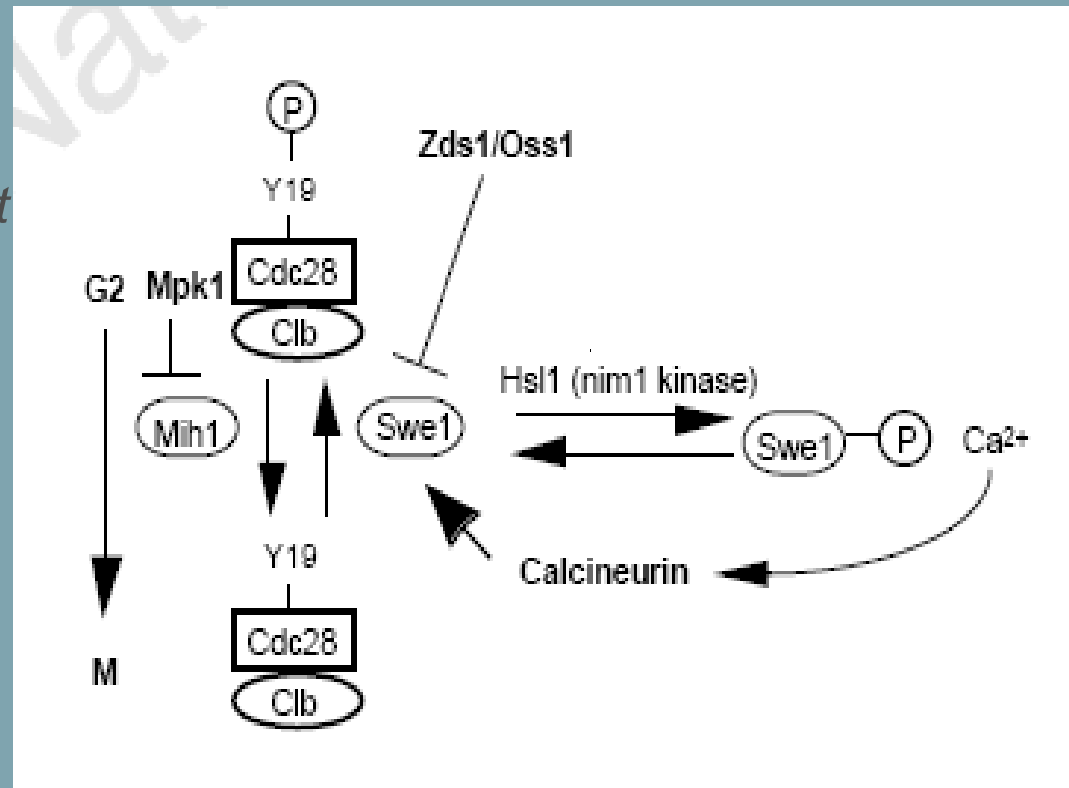 P
Zds1/Oss1
Y19
t
Cdc28
G2 Mpk1
Clb
Hsl1 (nim1 kinase)
Mih1
Swe1
Swe1
P
Ca2+
Y19
Calcineurin
Cdc28
M
Clb